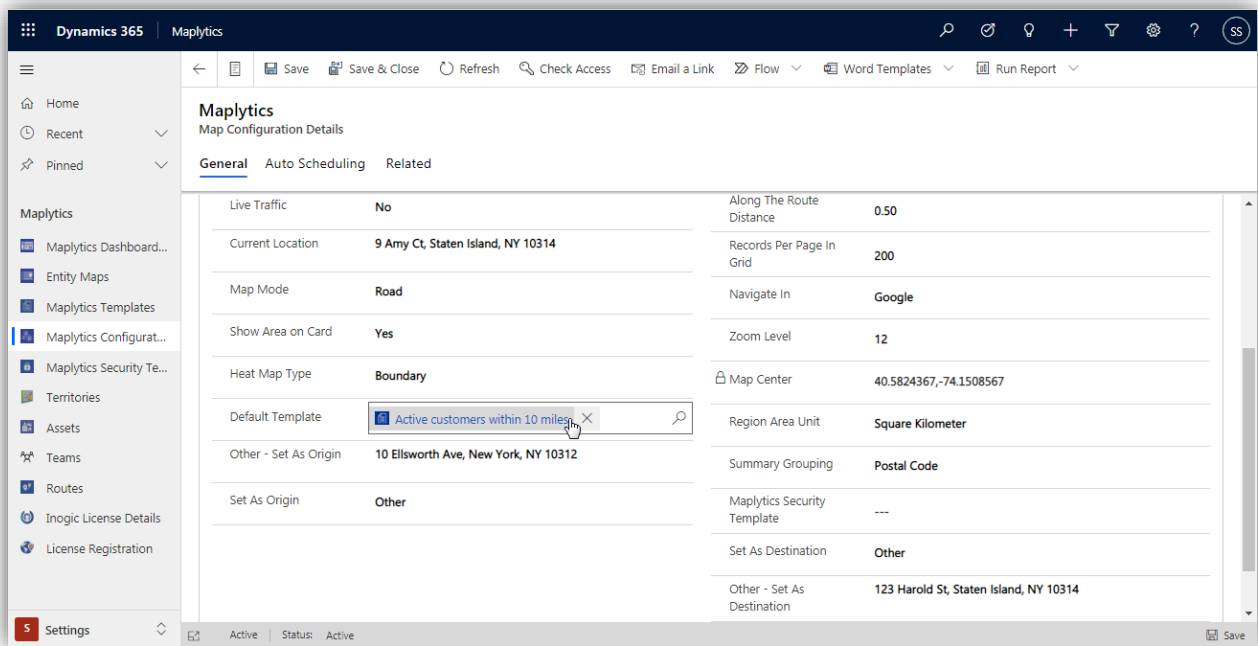 Dynamics 365 Maplytics SS
Save Save & Close Refresh Check Access Email a Link Flow Word Templates Run Report
Home
Recent
Pinned
Maplytics
Maplytics Dashboard...
Entity Maps
Maplytics Templates
Maplytics Configurat...
Maplytics Security Te...
Territories
Assets
Teams
Routes
Inogic License Details
License Registration
S Settings
Maplytics
Map Configuration Details
General Auto Scheduling Related
Live Traffic No
Current Location 9 Amy Ct, Staten Island, NY 10314
Map Mode Road
Show Area on Card Yes
Heat Map Type Boundary
Default Template Active customers within 10 miles
Other - Set As Origin 10 Ellsworth Ave, New York, NY 10312
Set As Origin Other
Along The Route
Distance 0.50
Records Per Page In
Grid 200
Navigate In Google
Zoom Level 12
Map Center 40.5824367,-74.1508567
Region Area Unit Square Kilometer
Summary Grouping Postal Code
Maplytics Security
Template ---
Set As Destination Other
Other - Set As
Destination 123 Harold St, Staten Island, NY 10314
Active Status: Active Save